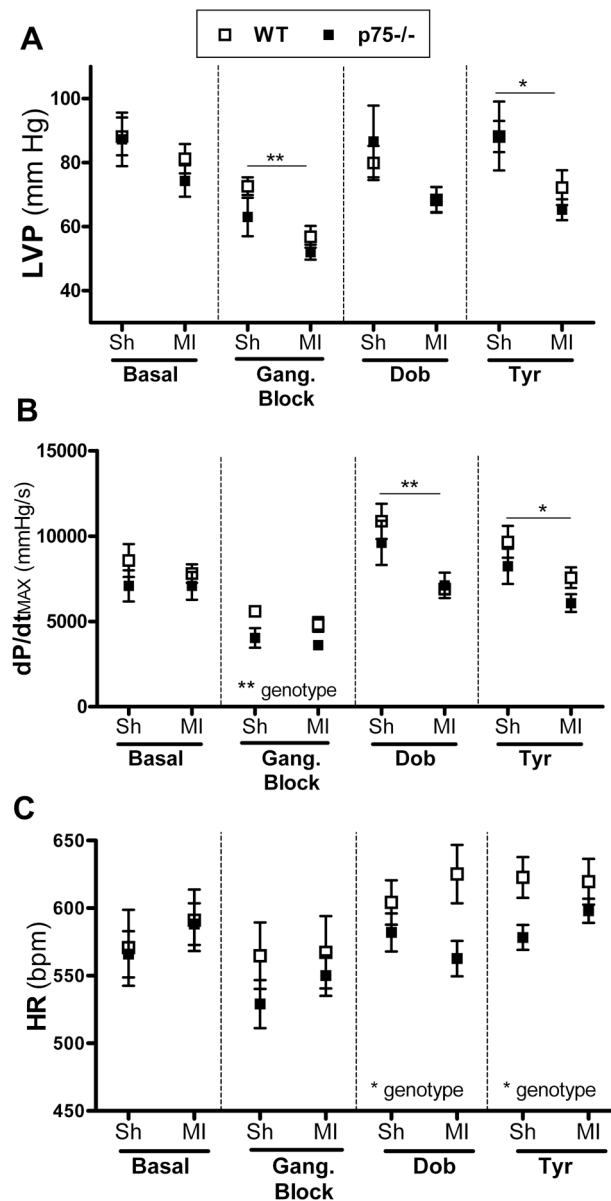 A
WT p75-/-
LVP (mm Hg)
100
80
60
40
**
*
Sh MI Sh MI Sh MI Sh MI
Basal Gang. Dob Tyr
Block
B
dP/dtMAX (mmHg/s)
15000
10000
5000
0
**
*
** genotype
Sh MI Sh MI Sh MI Sh MI
Basal Gang. Dob Tyr
Block
C
HR (bpm)
650
600
550
500
450
* genotype * genotype
Sh MI Sh MI Sh MI Sh MI
Basal Gang. Dob Tyr
Block